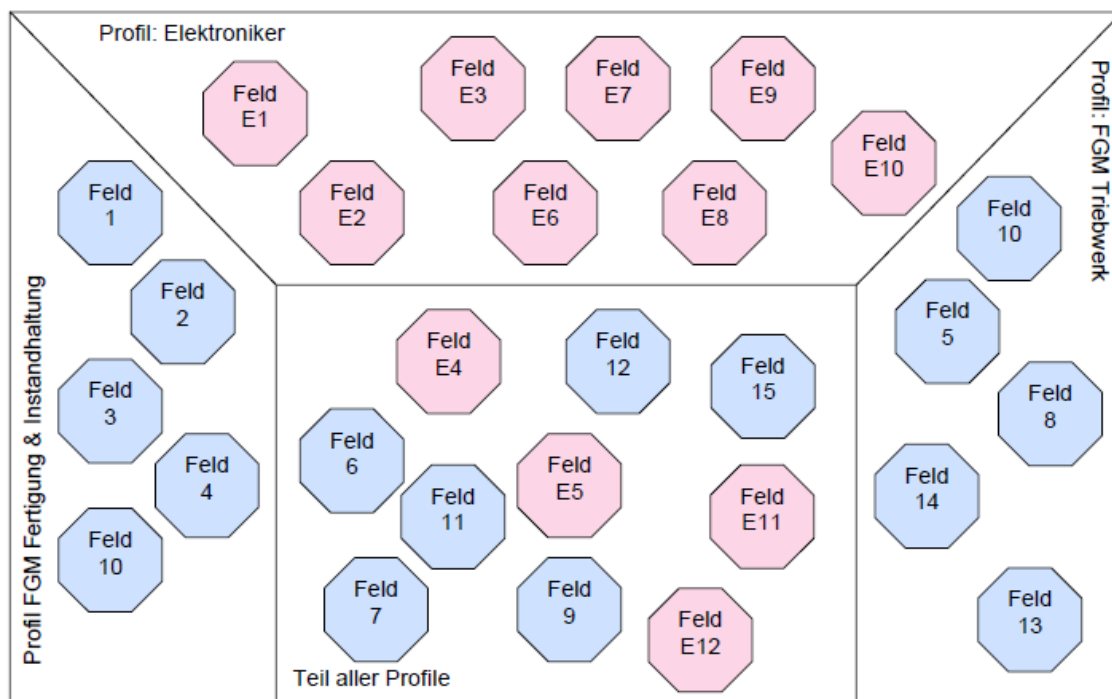 Profil: Elektroniker
Feld
E1
Feld
E2
Feld
E3
Feld
E6
Feld
E7
Feld
E8
Feld
E9
Feld
E10
Profil FGM Fertigung & Instandhaltung
Feld
1
Feld
2
Feld
3
Feld
4
Feld
10
Teil aller Profile
Feld
E4
Feld
12
Feld
15
Feld
6
Feld
11
Feld
E5
Feld
E11
Feld
7
Feld
9
Feld
E12
Profil: FGM Triebwerk
Feld
10
Feld
5
Feld
8
Feld
14
Feld
13